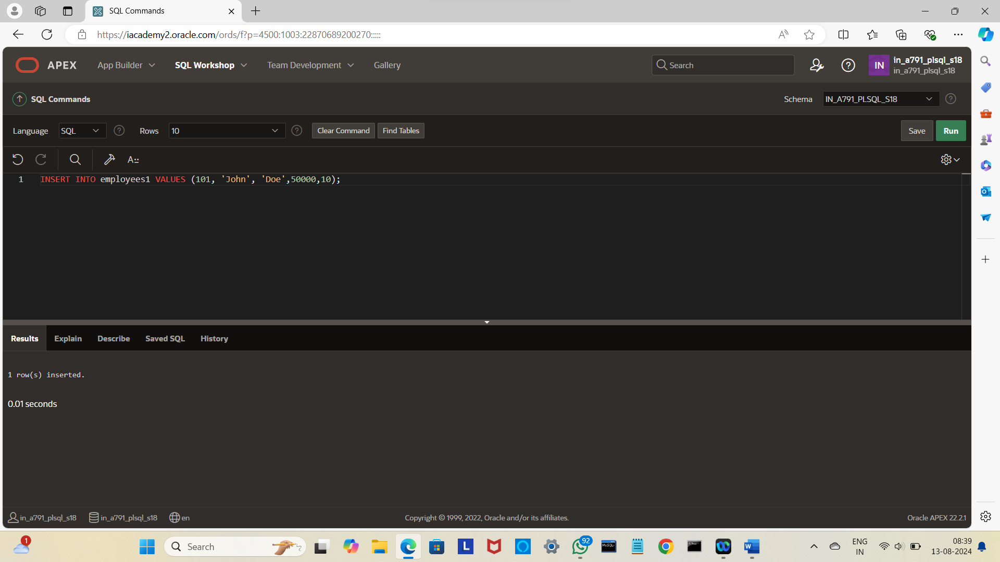 SQL Commands
https://iacademy2.oracle.com/ords/f?p=4500:1003:22870689200270:::::
APEX App Builder SQL Workshop Team Development Gallery Search IN in_a791_plsql_s18
in_a791_plsql_s18
SQL Commands Schema IN_A791_PLSQL_S18
Language SQL Rows 10 Clear Command Find Tables Save Run
1 INSERT INTO employees1 VALUES (101, 'John', 'Doe',50000,10);
Results Explain Describe Saved SQL History
1 row(s) inserted.
0.01 seconds
in_a791_plsql_s18 in_a791_plsql_s18 en Copyright © 1999, 2022, Oracle and/or its affiliates. Oracle APEX 22.2.1
1 Search L 92 MySQL W ENG
IN 08:39
13-08-2024